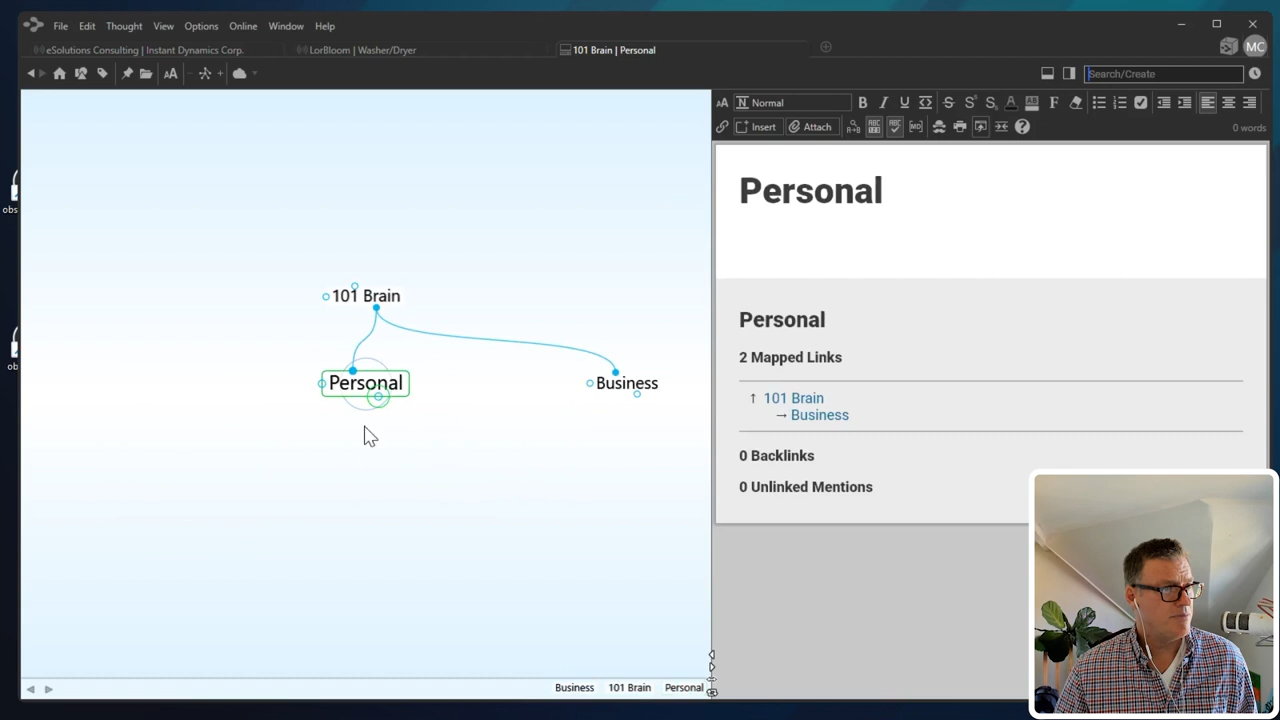 File Edit Thought View Options Online Window Help
eSolutions Consulting | Instant Dynamics Corp.
LorBloom | Washer/Dryer
101 Brain | Personal
MC
Search/Create
Normal
Insert
Attach
0 words
Personal
101 Brain
Personal
Business
Personal
2 Mapped Links
↑ 101 Brain
→ Business
0 Backlinks
0 Unlinked Mentions
Business 101 Brain Personal
obs